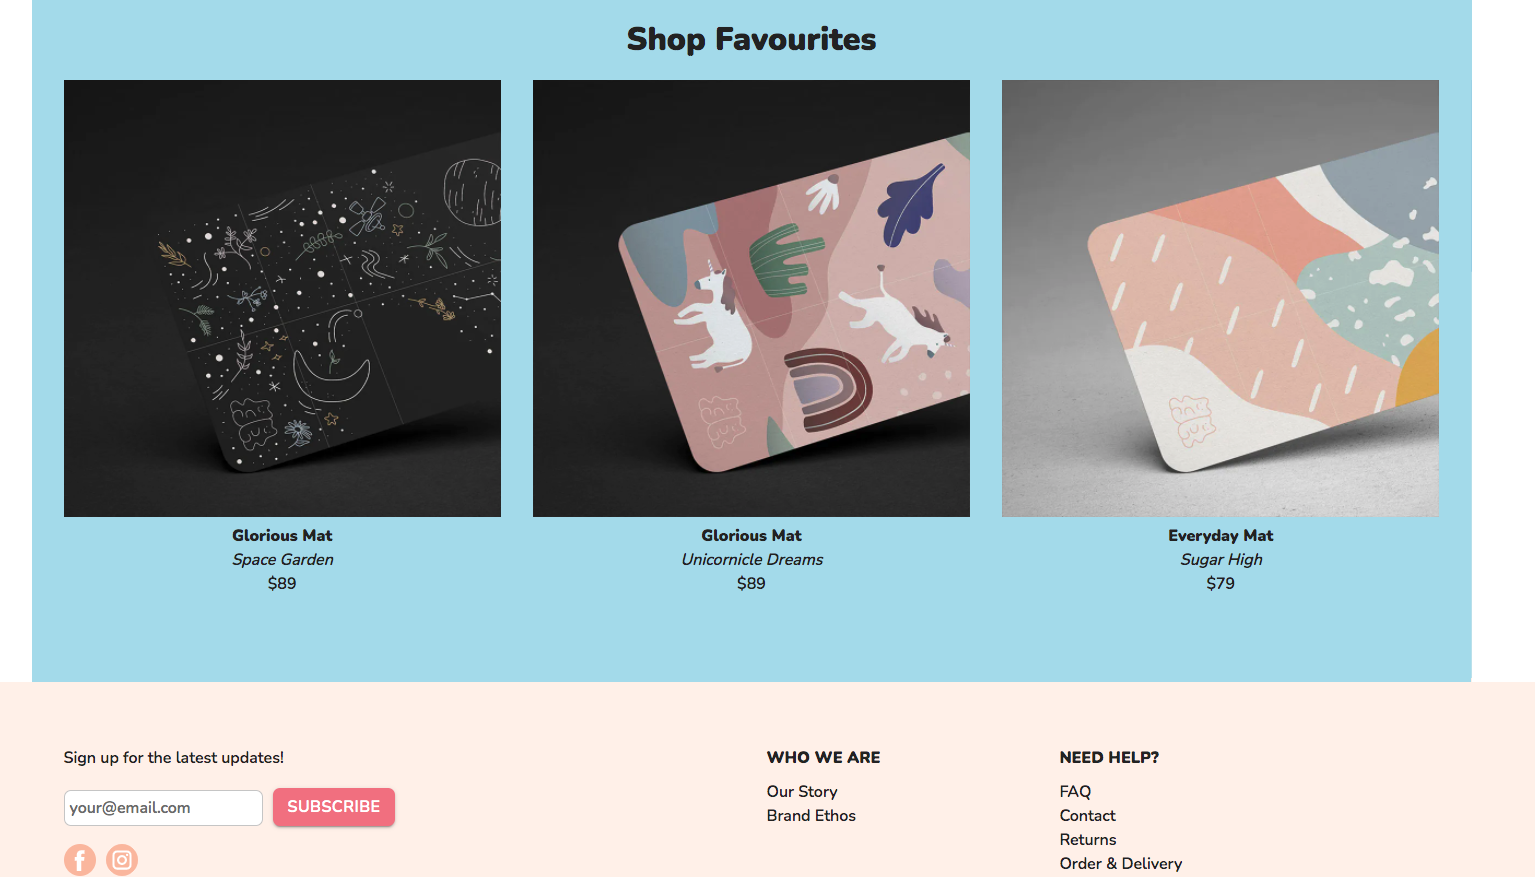 Shop Favourites
Glorious Mat
Space Garden
$89
Glorious Mat
Unicornicle Dreams
$89
Everyday Mat
Sugar High
$79
Sign up for the latest updates!
your@email.com
SUBSCRIBE
WHO WE ARE
Our Story
Brand Ethos
NEED HELP?
FAQ
Contact
Returns
Order & Delivery